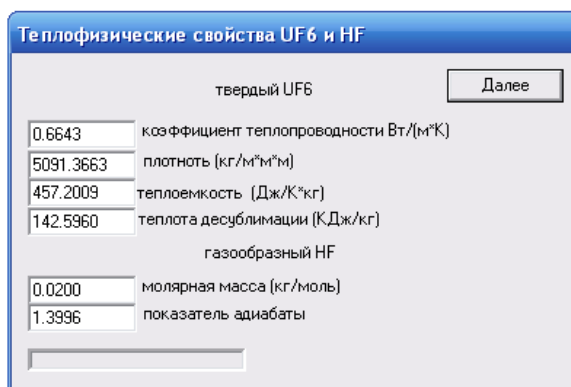 Теплофизические свойства UF6 и HF
твердый UF6
Далее
0.6643 коэффициент теплопроводности Вт/(м*К)
5091.3663 плотноть (кг/м*м*м)
457.2009 теплоемкость (Дж/К*кг)
142.5960 теплота десублимации (КДж/кг)
газообразный HF
0.0200 молярная масса (кг/моль)
1.3996 показатель адиабаты